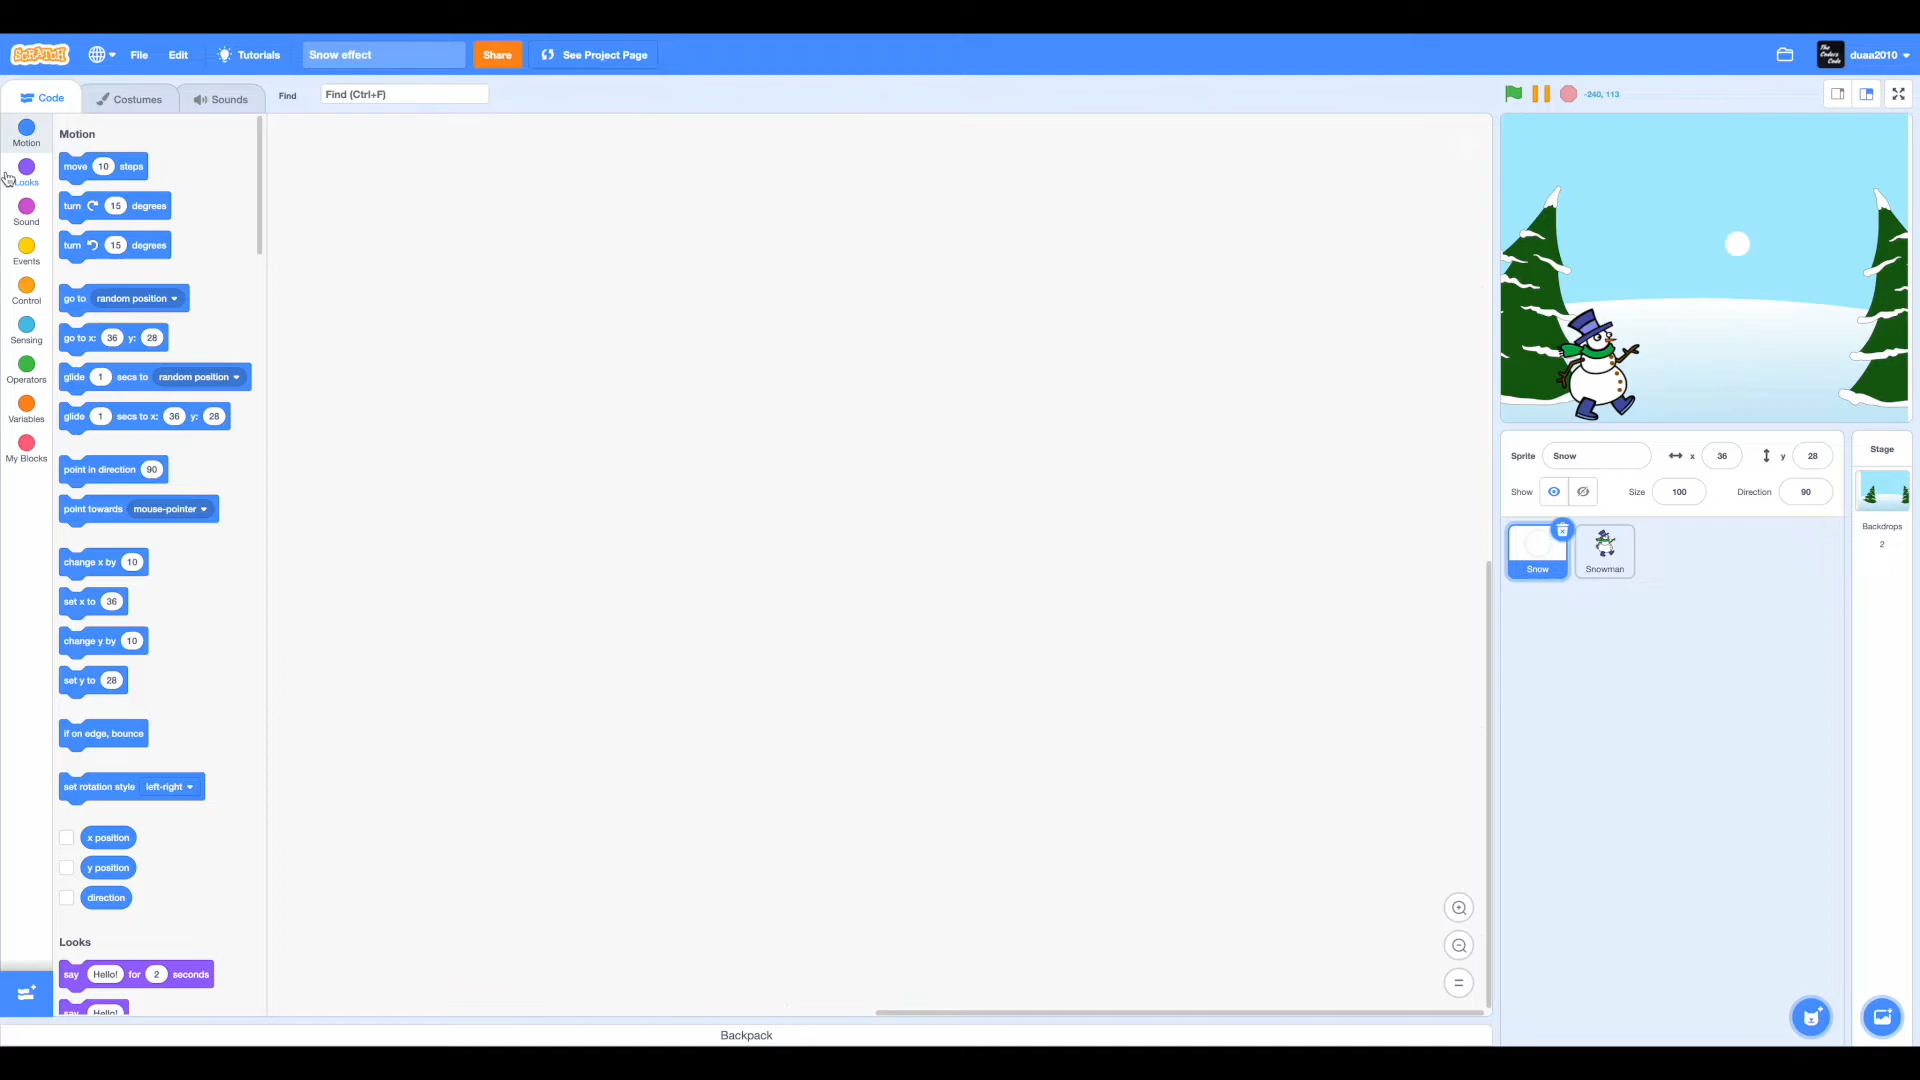 SCRATCH File Edit Tutorials Snow effect Share See Project Page The Coders Code duaa2010
Code Costumes Sounds Find Find (Ctrl+F) -240, 113
Motion
Looks
Sound
Events
Control
Sensing
Operators
Variables
My Blocks
Motion
move 10 steps
turn 15 degrees
turn 15 degrees
go to random position
go to x: 36 y: 28
glide 1 secs to random position
glide 1 secs to x: 36 y: 28
point in direction 90
point towards mouse-pointer
change x by 10
set x to 36
change y by 10
set y to 28
if on edge, bounce
set rotation style left-right
x position
y position
direction
Looks
say Hello! for 2 seconds
say Hello!
Sprite Snow x 36 y 28
Show Size 100 Direction 90
Snow Snowman
Stage
Backdrops
2
Backpack